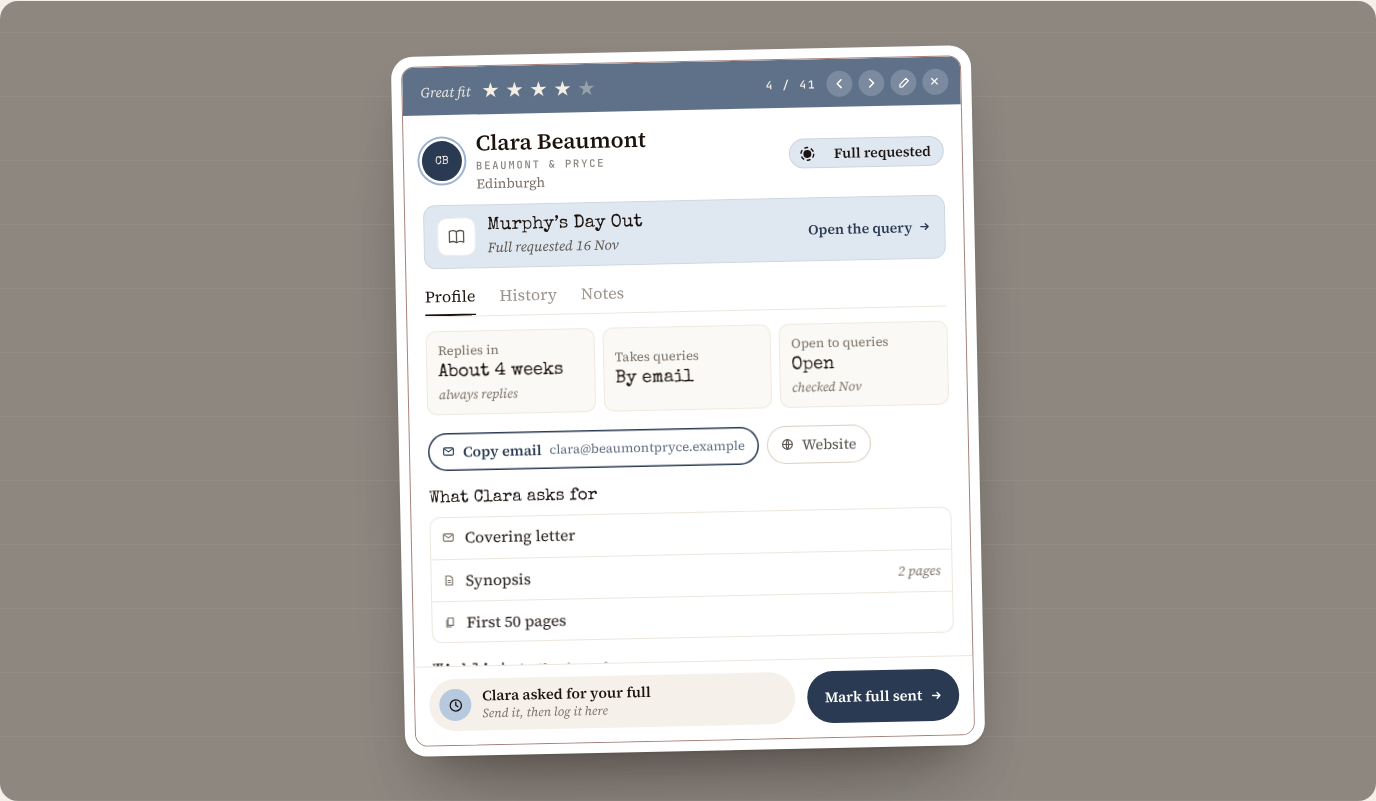 Great fit
4 / 41
CB
Clara Beaumont
BEAUMONT & PRYCE
Edinburgh
Full requested
Murphy's Day Out
Full requested 16 Nov
Open the query →
Profile History Notes
Replies in
About 4 weeks
always replies
Takes queries
By email
Open to queries
Open
checked Nov
Copy email clara@beaumontpryce.example
Website
What Clara asks for
Covering letter
Synopsis
2 pages
First 50 pages
Clara asked for your full
Send it, then log it here
Mark full sent →